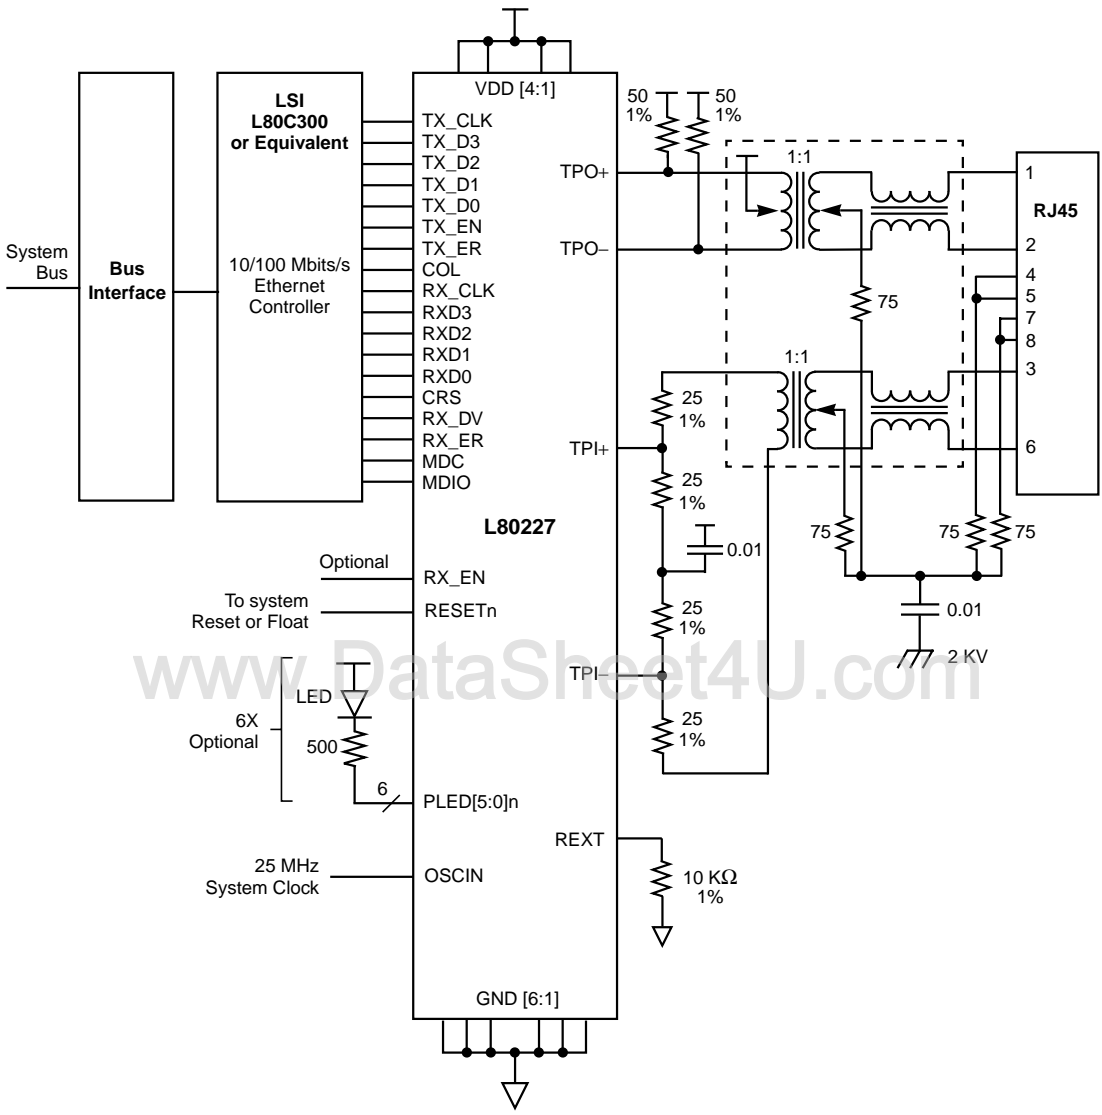 VDD [4:1]
LSI
L80C300
or Equivalent
10/100 Mbits/s
Ethernet
Controller
System
Bus
Bus
Interface
TX_CLK
TX_D3
TX_D2
TX_D1
TX_D0
TX_EN
TX_ER
COL
RX_CLK
RXD3
RXD2
RXD1
RXD0
CRS
RX_DV
RX_ER
MDC
MDIO
L80227
Optional
RX_EN
To system
Reset or Float
RESETn
LED
6X
Optional
500
6
PLED[5:0]n
25 MHz
System Clock
OSCIN
GND [6:1]
TPO+
TPO–
TPI+
TPI–
REXT
50
1%
50
1%
1:1
75
1:1
25
1%
25
1%
0.01
25
1%
25
1%
10 KΩ
1%
RJ45
1
2
4
5
7
8
3
6
75
75
75
0.01
2 KV
www.DataSheet4U.com